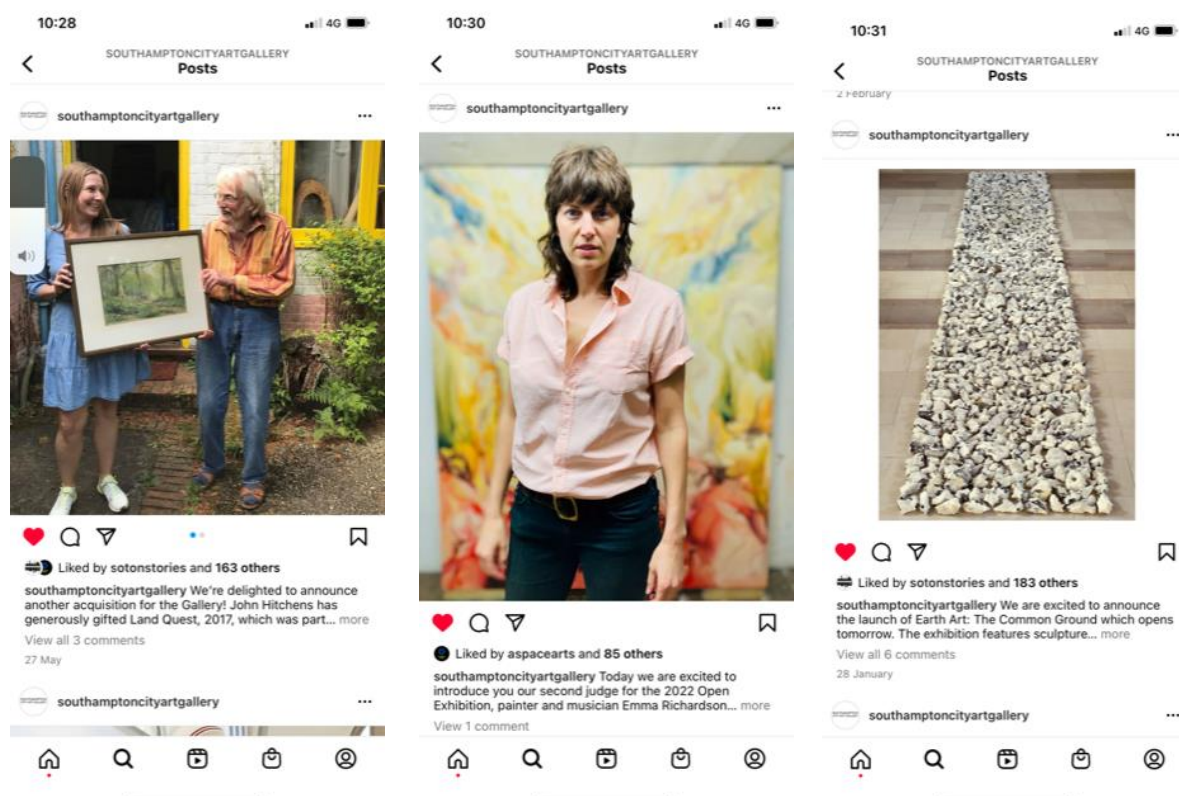 10:28
4G
SOUTHAMPTONCITYARTGALLERY
Posts
southamptoncityartgallery
Liked by sotonstories and 163 others
southamptoncityartgallery We're delighted to announce
another acquisition for the Gallery! John Hitchens has
generously gifted Land Quest, 2017, which was part... more
View all 3 comments
27 May
southamptoncityartgallery
10:30
4G
SOUTHAMPTONCITYARTGALLERY
Posts
southamptoncityartgallery
Liked by aspacearts and 85 others
southamptoncityartgallery Today we are excited to
introduce you our second judge for the 2022 Open
Exhibition, painter and musician Emma Richardson... more
View 1 comment
10:31
4G
SOUTHAMPTONCITYARTGALLERY
Posts
2 February
southamptoncityartgallery
Liked by sotonstories and 183 others
southamptoncityartgallery We are excited to announce
the launch of Earth Art: The Common Ground which opens
tomorrow. The exhibition features sculpture... more
View all 6 comments
28 January
southamptoncityartgallery